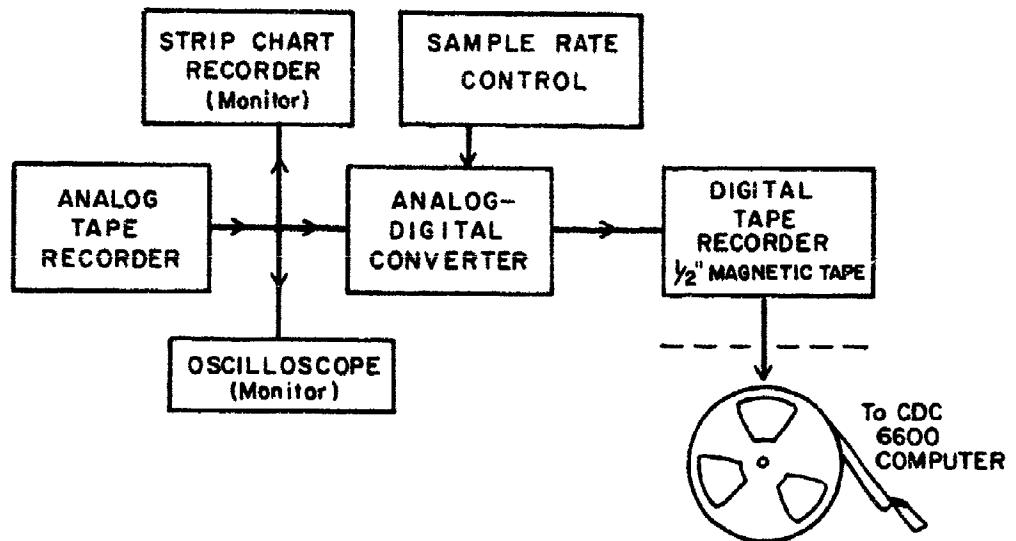 STRIP CHART
RECORDER
(Monitor)
SAMPLE RATE
CONTROL
ANALOG
TAPE
RECORDER
ANALOG-
DIGITAL
CONVERTER
DIGITAL
TAPE
RECORDER
1/2" MAGNETIC TAPE
OSCILLOSCOPE
(Monitor)
To CDC
6600
COMPUTER